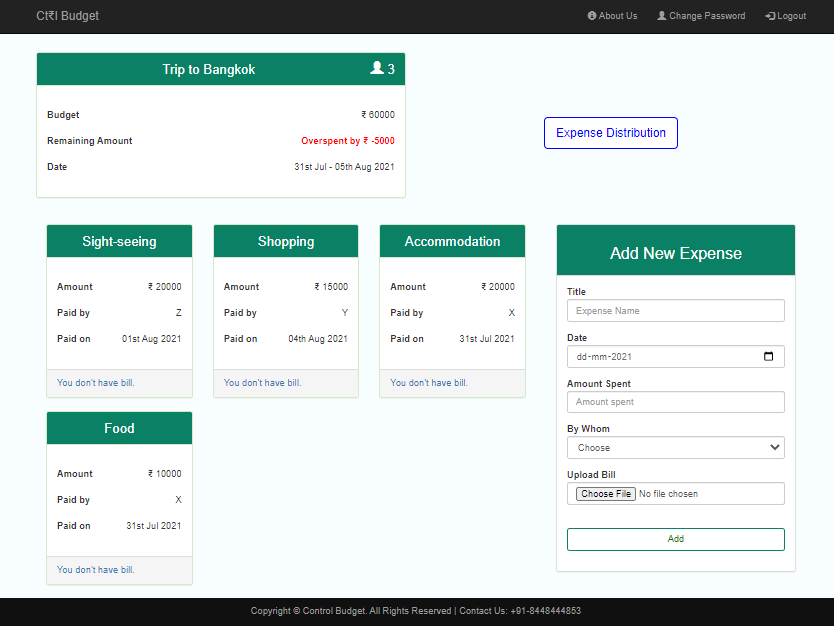 Ct₹l Budget
About Us
Change Password
Logout
Trip to Bangkok
3
Budget ₹ 60000
Remaining Amount Overspent by ₹ -5000
Date 31st Jul - 05th Aug 2021
Expense Distribution
Sight-seeing
Amount ₹ 20000
Paid by Z
Paid on 01st Aug 2021
You don't have bill.
Shopping
Amount ₹ 15000
Paid by Y
Paid on 04th Aug 2021
You don't have bill.
Accommodation
Amount ₹ 20000
Paid by X
Paid on 31st Jul 2021
You don't have bill.
Food
Amount ₹ 10000
Paid by X
Paid on 31st Jul 2021
You don't have bill.
Add New Expense
Title
Expense Name
Date
dd-mm-2021
Amount Spent
Amount spent
By Whom
Choose
Upload Bill
Choose File No file chosen
Add
Copyright © Control Budget. All Rights Reserved | Contact Us: +91-8448444853